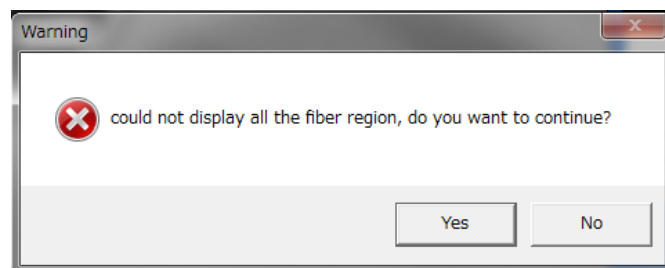 Warning
could not display all the fiber region, do you want to continue?
Yes
No